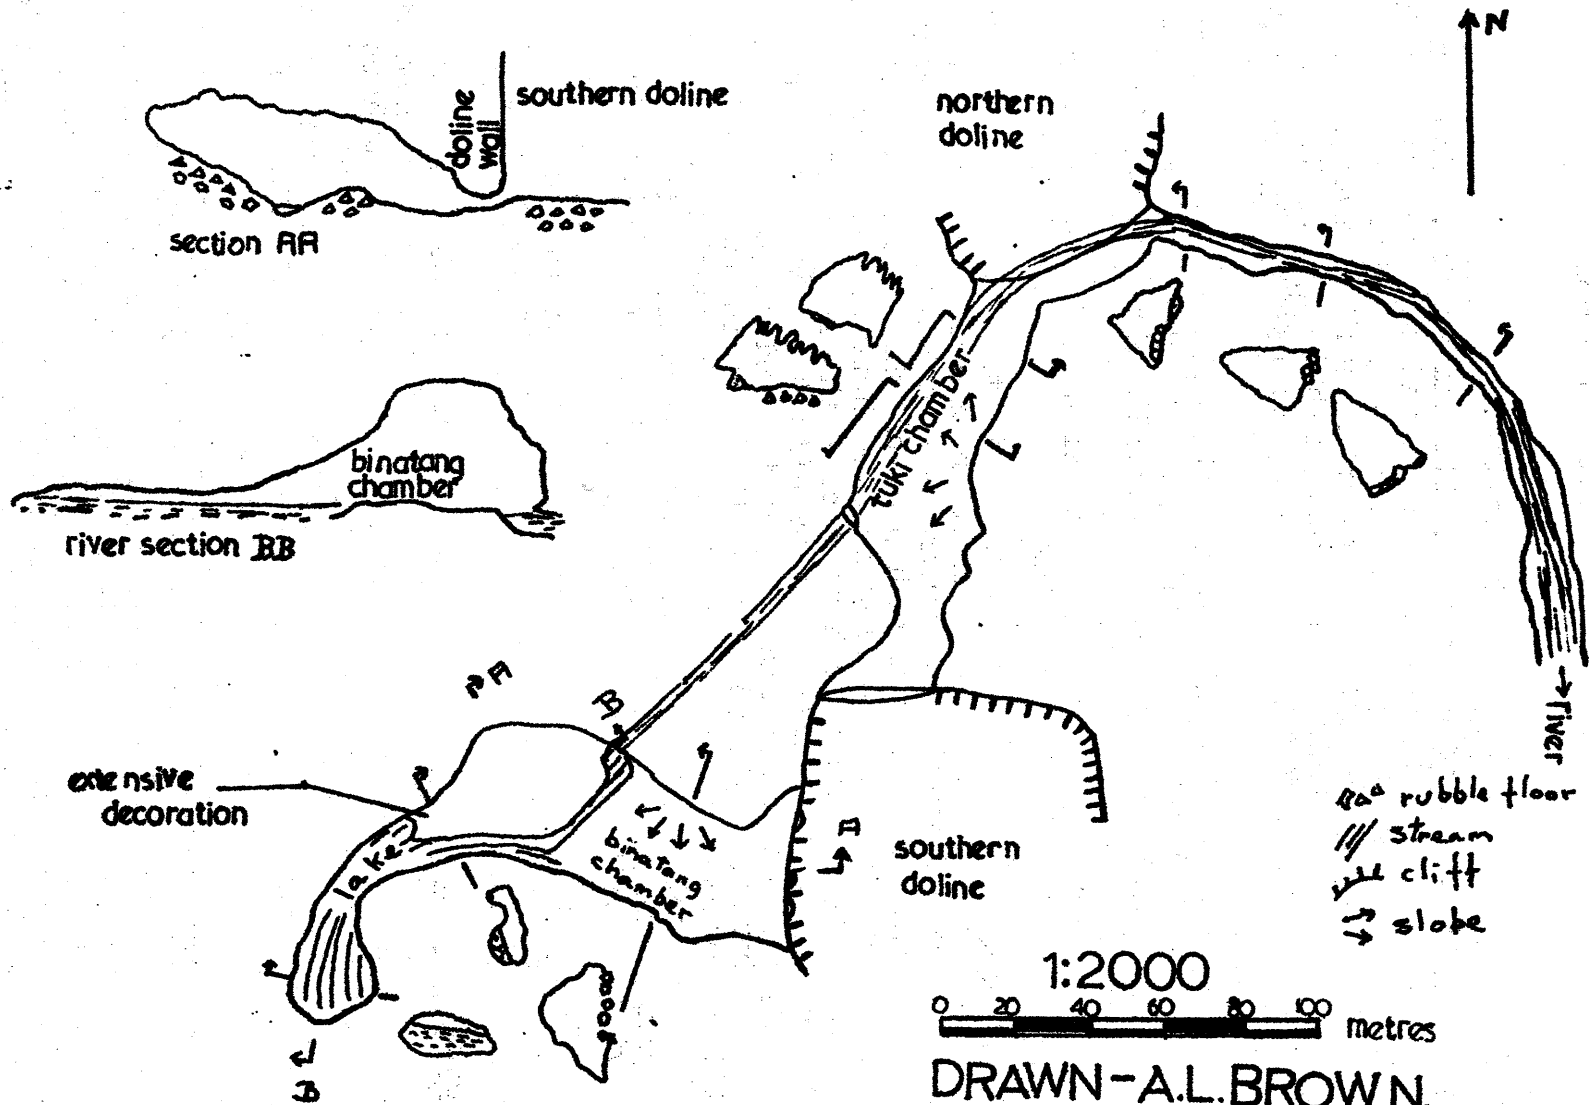 N
southern doline
doline
wall
section AA
northern
doline
tuki chamber
binatang
chamber
river section BB
A
B
extensive
decoration
lake
binatang
chamber
A
southern
doline
B
river
rubble floor
stream
cliff
slope
1:2000
0 20 40 60 80 100
metres
DRAWN-A.L.BROWN